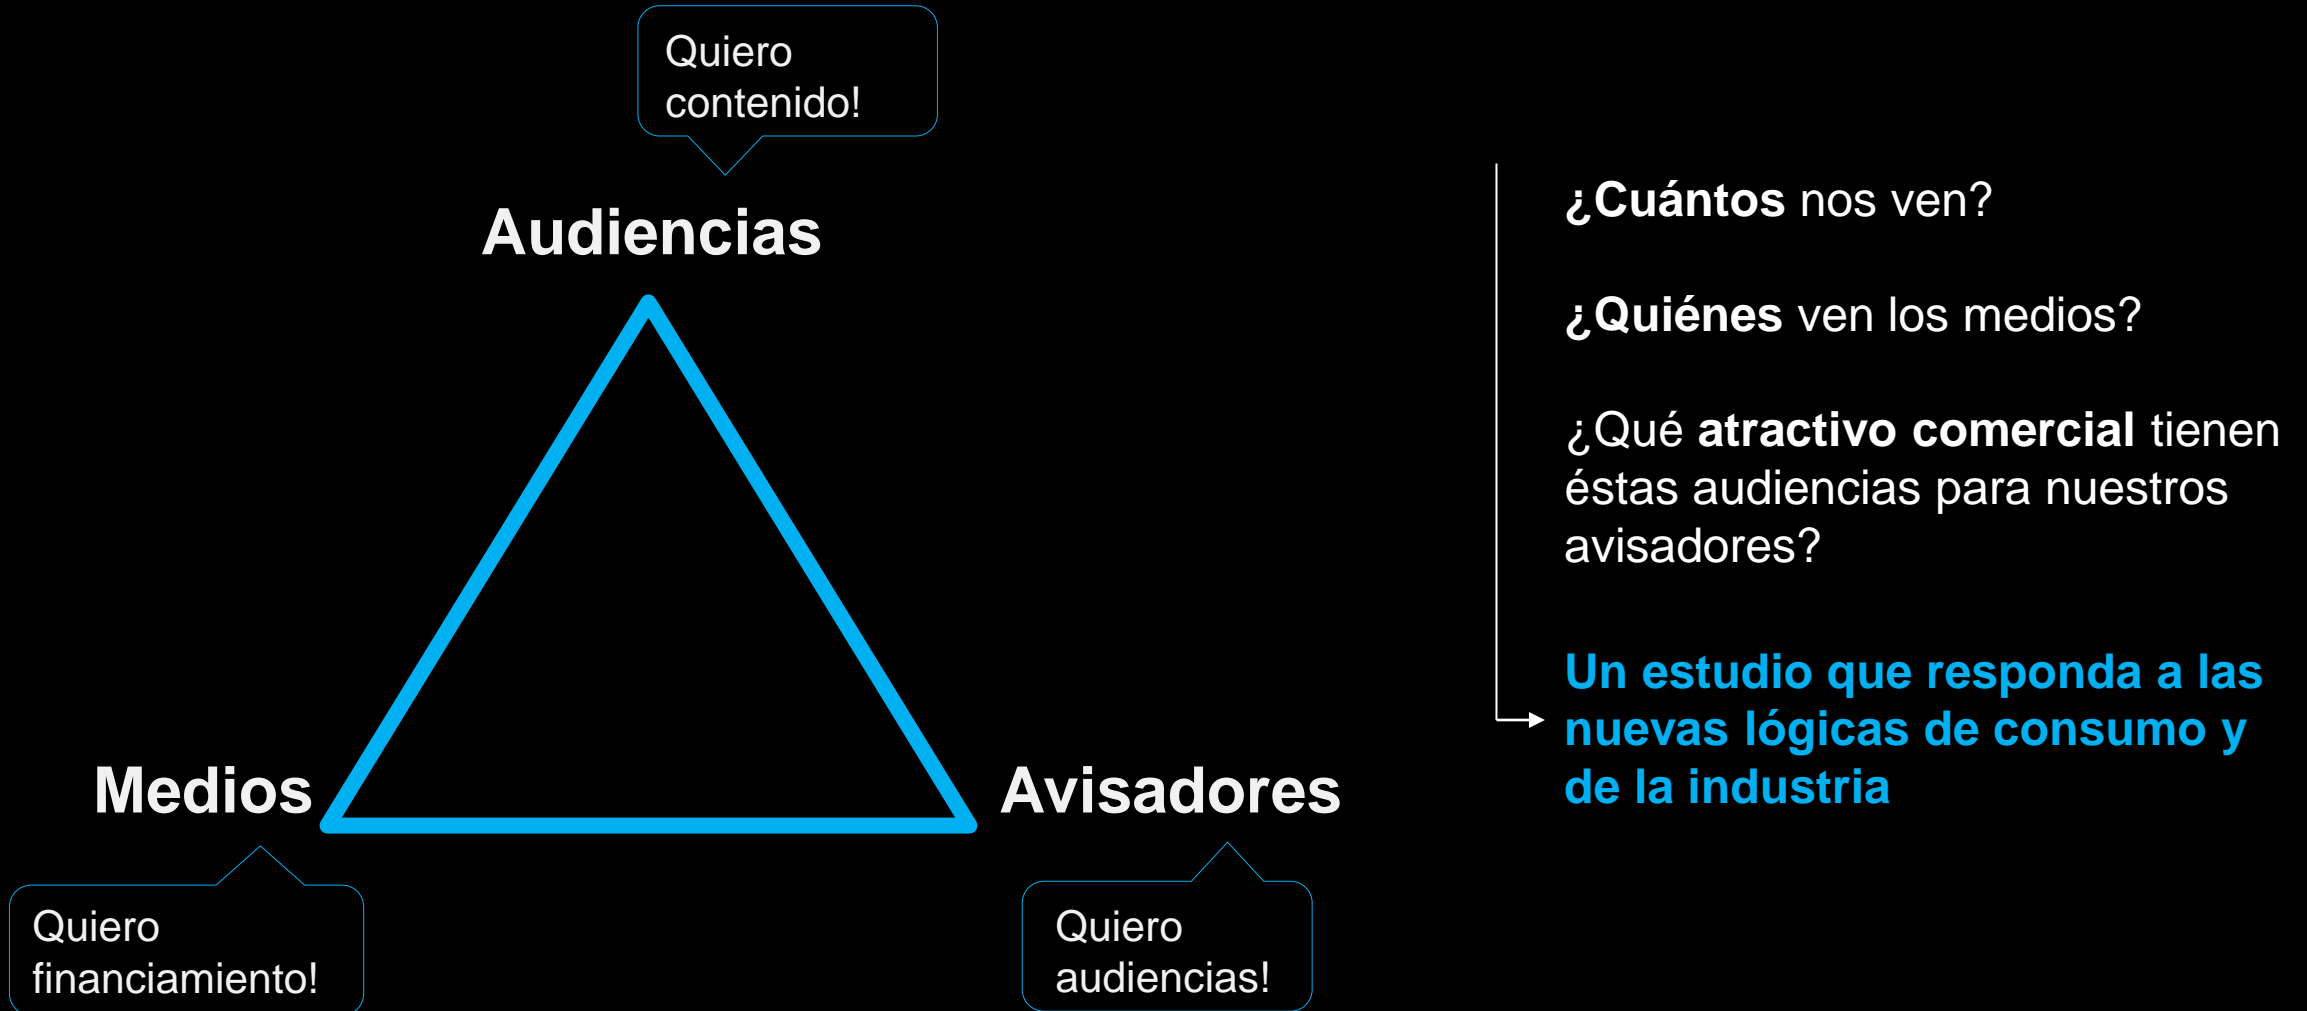 Quiero
contenido!
Audiencias
Medios
Avisadores
Quiero
financiamiento!
Quiero
audiencias!
¿Cuántos nos ven?
¿Quiénes ven los medios?
¿Qué atractivo comercial tienen
éstas audiencias para nuestros
avisadores?
Un estudio que responda a las
nuevas lógicas de consumo y
de la industria